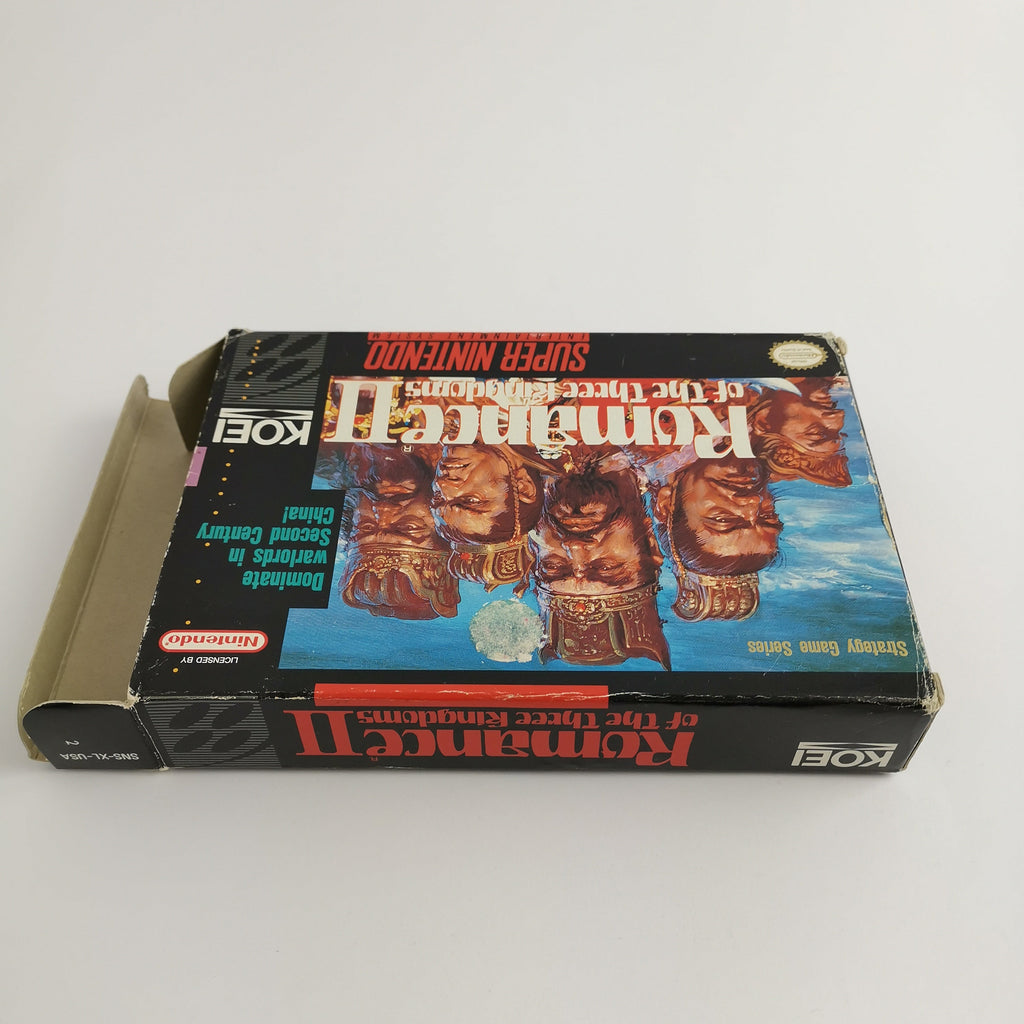 SUPER NINTENDO
ENTERTAINMENT SYSTEM
Romance II
of The Three Kingdoms
®
KOEI
Dominate
warlords in
Second Century
China!
Strategy Game Series
LICENSED BY
Nintendo
Romance II
of The Three Kingdoms
®
KOEI
SNS-XL-USA
2